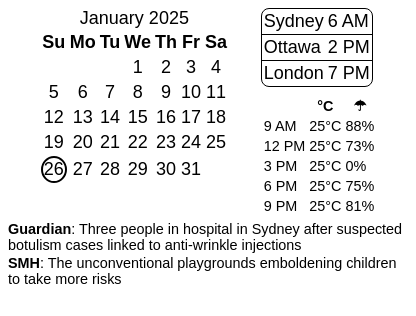 January 2025
Su Mo Tu We Th Fr Sa
1 2 3 4
5 6 7 8 9 10 11
12 13 14 15 16 17 18
19 20 21 22 23 24 25
26 27 28 29 30 31
Sydney 6 AM
Ottawa 2 PM
London 7 PM
°C ☂
9 AM 25°C 88%
12 PM 25°C 73%
3 PM 25°C 0%
6 PM 25°C 75%
9 PM 25°C 81%
Guardian: Three people in hospital in Sydney after suspected
botulism cases linked to anti-wrinkle injections
SMH: The unconventional playgrounds emboldening children
to take more risks